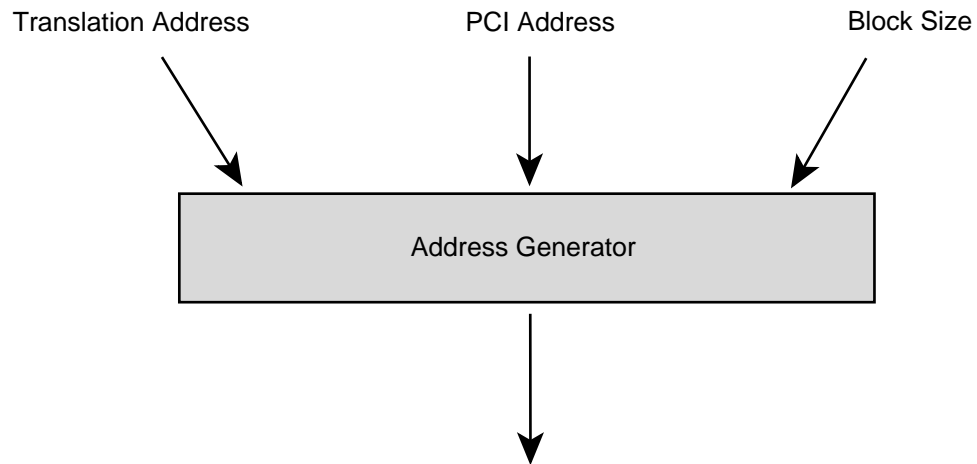 Translation Address
PCI Address
Block Size
Address Generator